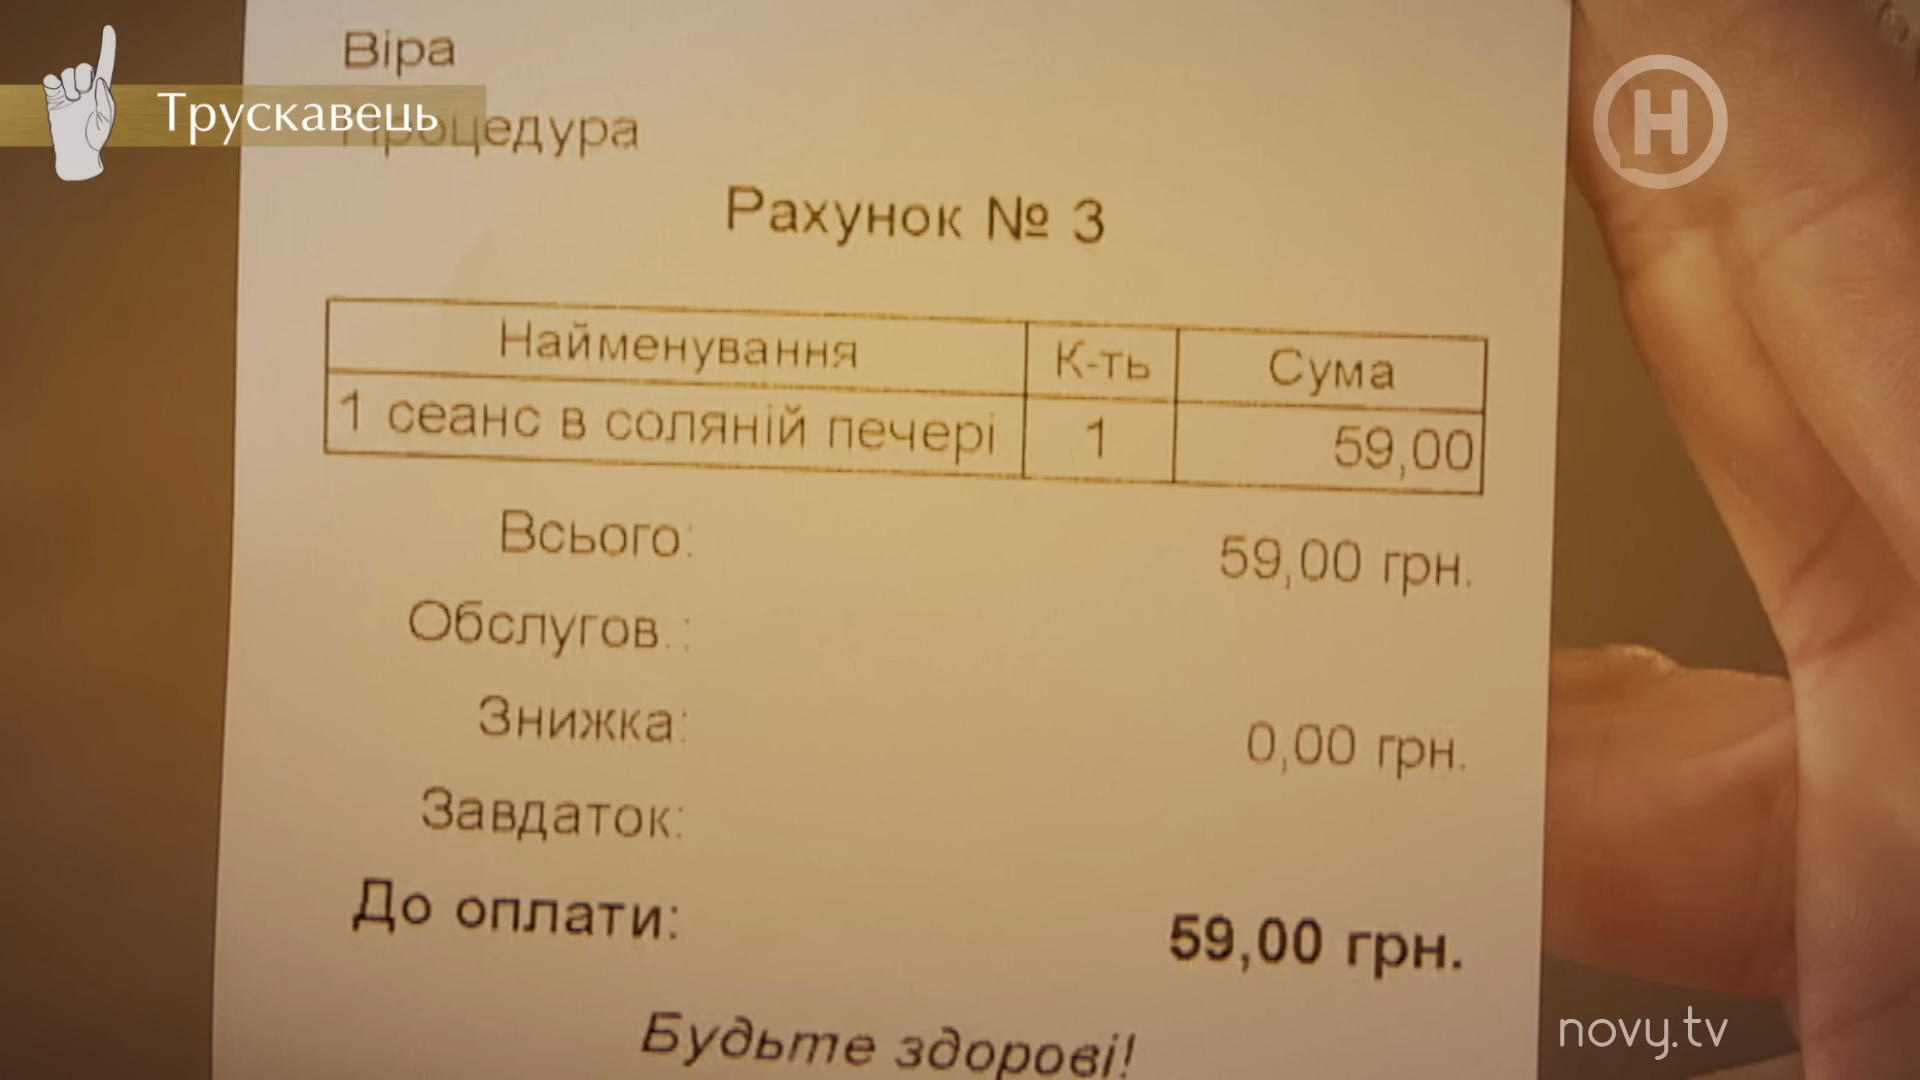 Віра
Трускавець
Процедура
Н
Рахунок № 3
Найменування К-ть Сума
1 сеанс в соляній печері 1 59,00
Всього: 59,00 грн.
Обслугов.:
Знижка: 0,00 грн.
Завдаток:
До оплати: 59,00 грн.
Будьте здорові!
novy.tv